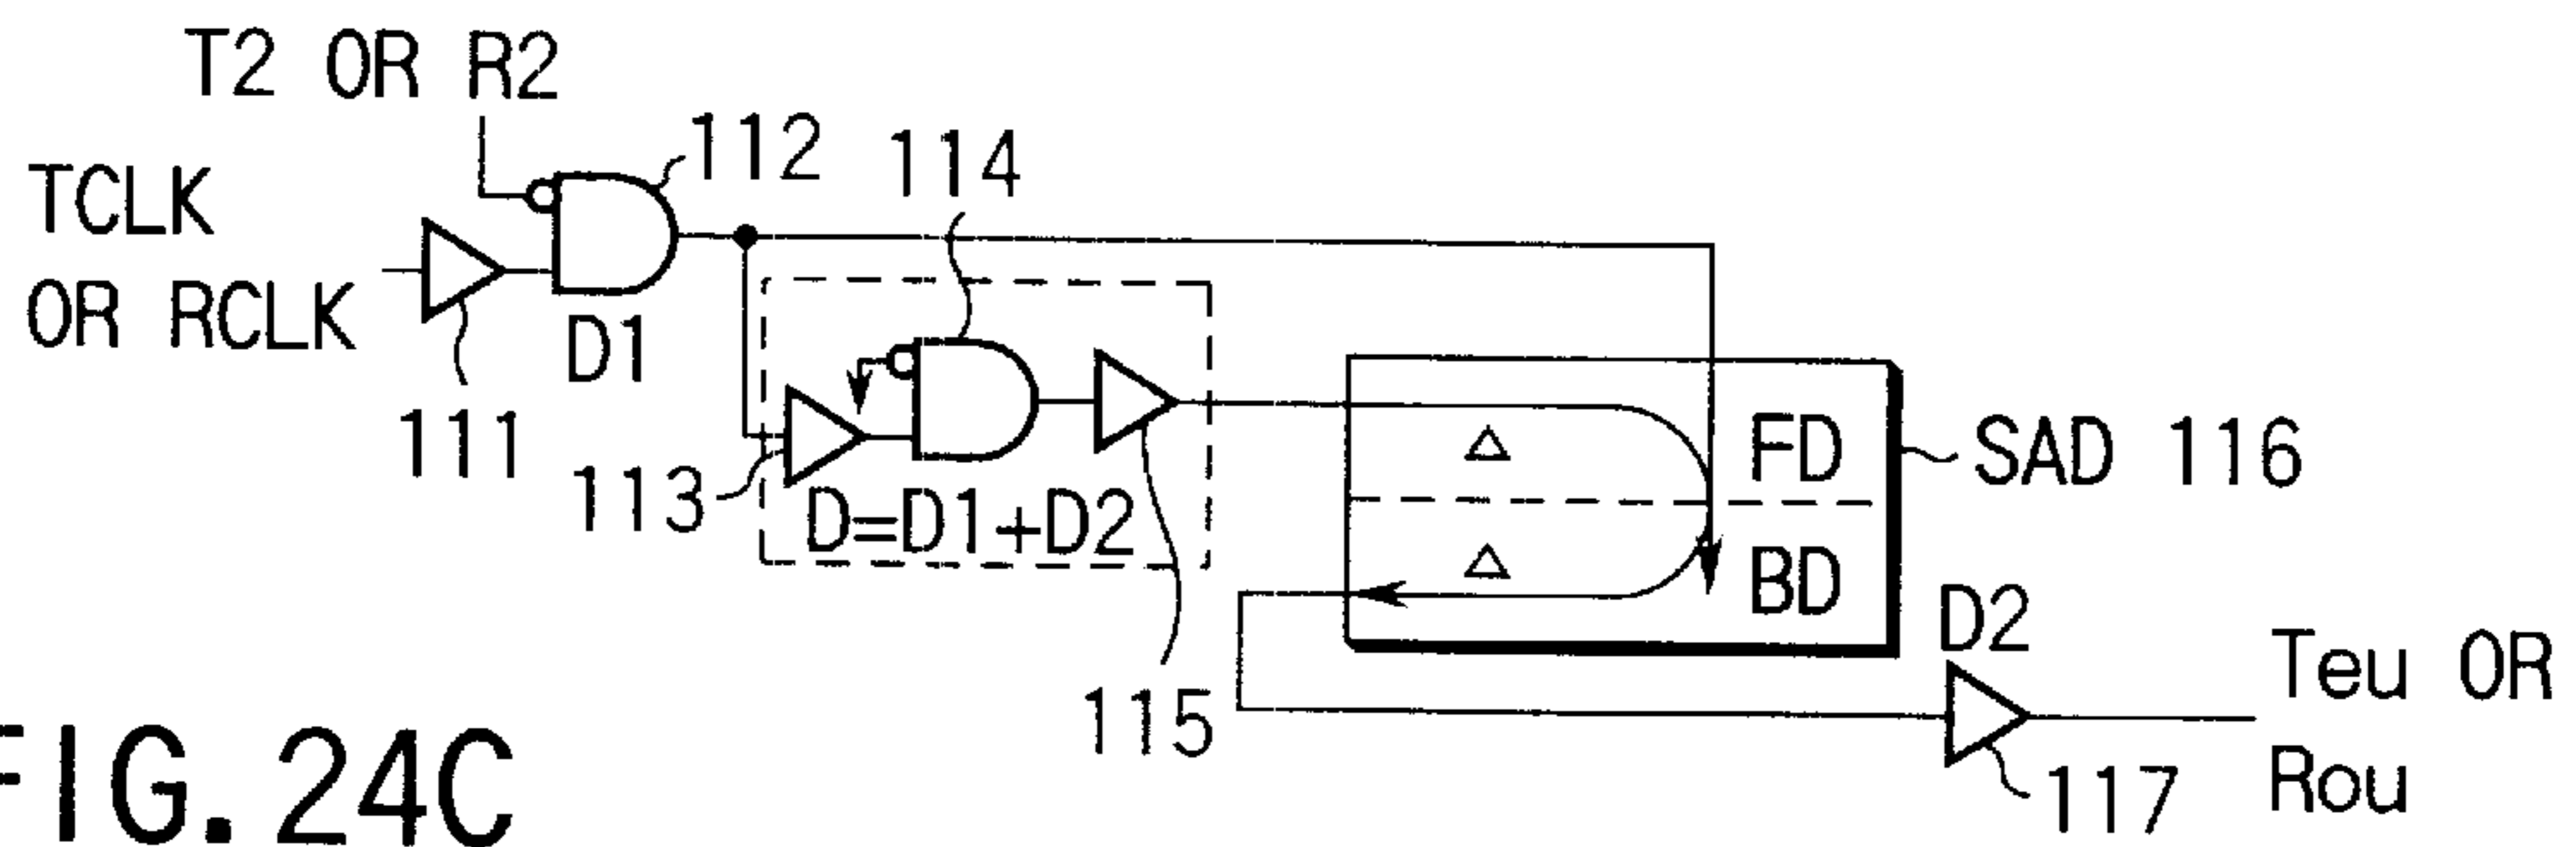 T2 OR R2
112
114
TCLK
OR RCLK
D1
111
113
D=D1+D2
115
FD
SAD 116
BD
D2
Teu OR
Rou
117
FIG. 24C